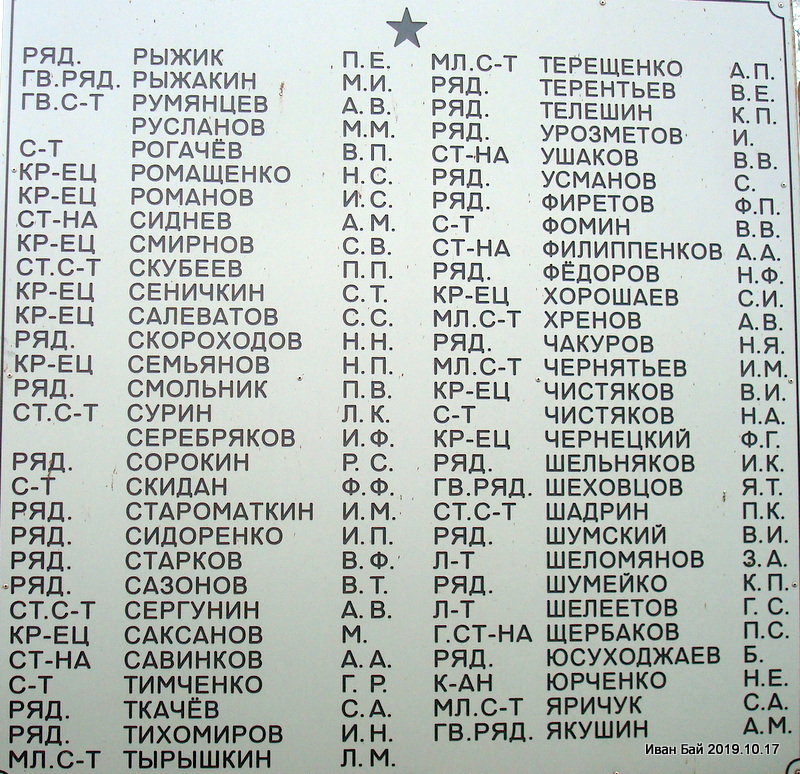 РЯД. РЫЖИК П.Е.
ГВ.РЯД. РЫЖАКИН М.И.
ГВ.С-Т РУМЯНЦЕВ А.В.
РУСЛАНОВ М.М.
С-Т РОГАЧЁВ В.П.
КР-ЕЦ РОМАЩЕНКО Н.С.
КР-ЕЦ РОМАНОВ И.С.
СТ-НА СИДНЕВ А.М.
КР-ЕЦ СМИРНОВ С.В.
СТ.С-Т СКУБЕЕВ П.П.
КР-ЕЦ СЕНИЧКИН С.Т.
КР-ЕЦ САЛЕВАТОВ С.С.
РЯД. СКОРОХОДОВ Н.Н.
КР-ЕЦ СЕМЬЯНОВ Н.П.
РЯД. СМОЛЬНИК П.В.
СТ.С-Т СУРИН Л.К.
СЕРЕБРЯКОВ И.Ф.
РЯД. СОРОКИН Р.С.
С-Т СКИДАН Ф.Ф.
РЯД. СТАРОМАТКИН И.М.
РЯД. СИДОРЕНКО И.П.
РЯД. СТАРКОВ В.Ф.
РЯД. САЗОНОВ В.Т.
СТ.С-Т СЕРГУНИН А.В.
КР-ЕЦ САКСАНОВ М.
СТ-НА САВИНКОВ А.А.
С-Т ТИМЧЕНКО Г.Р.
РЯД. ТКАЧЁВ С.А.
РЯД. ТИХОМИРОВ И.Н.
МЛ.С-Т ТЫРЫШКИН Л.М.
МЛ.С-Т ТЕРЕЩЕНКО А.П.
РЯД. ТЕРЕНТЬЕВ В.Е.
РЯД. ТЕЛЕШИН К.П.
РЯД. УРОЗМЕТОВ И.
СТ-НА УШАКОВ В.В.
РЯД. УСМАНОВ С.
РЯД. ФИРЕТОВ Ф.П.
С-Т ФОМИН В.В.
СТ-НА ФИЛИППЕНКОВ А.А.
РЯД. ФЁДОРОВ Н.Ф.
КР-ЕЦ ХОРОШАЕВ С.И.
МЛ.С-Т ХРЕНОВ А.В.
РЯД. ЧАКУРОВ Н.Я.
МЛ.С-Т ЧЕРНЯТЬЕВ И.М.
КР-ЕЦ ЧИСТЯКОВ В.И.
С-Т ЧИСТЯКОВ Н.А.
КР-ЕЦ ЧЕРНЕЦКИЙ Ф.Г.
РЯД. ШЕЛЬНЯКОВ И.К.
ГВ.РЯД. ШЕХОВЦОВ Я.Т.
СТ.С-Т ШАДРИН П.К.
РЯД. ШУМСКИЙ В.И.
Л-Т ШЕЛОМЯНОВ З.А.
РЯД. ШУМЕЙКО К.П.
Л-Т ШЕЛЕЕТОВ Г.С.
Г.СТ-НА ЩЕРБАКОВ П.С.
РЯД. ЮСУХОДЖАЕВ Б.
К-АН ЮРЧЕНКО Н.Е.
МЛ.С-Т ЯРИЧУК С.А.
ГВ.РЯД. ЯКУШИН А.М.
Иван Бай 2019.10.17